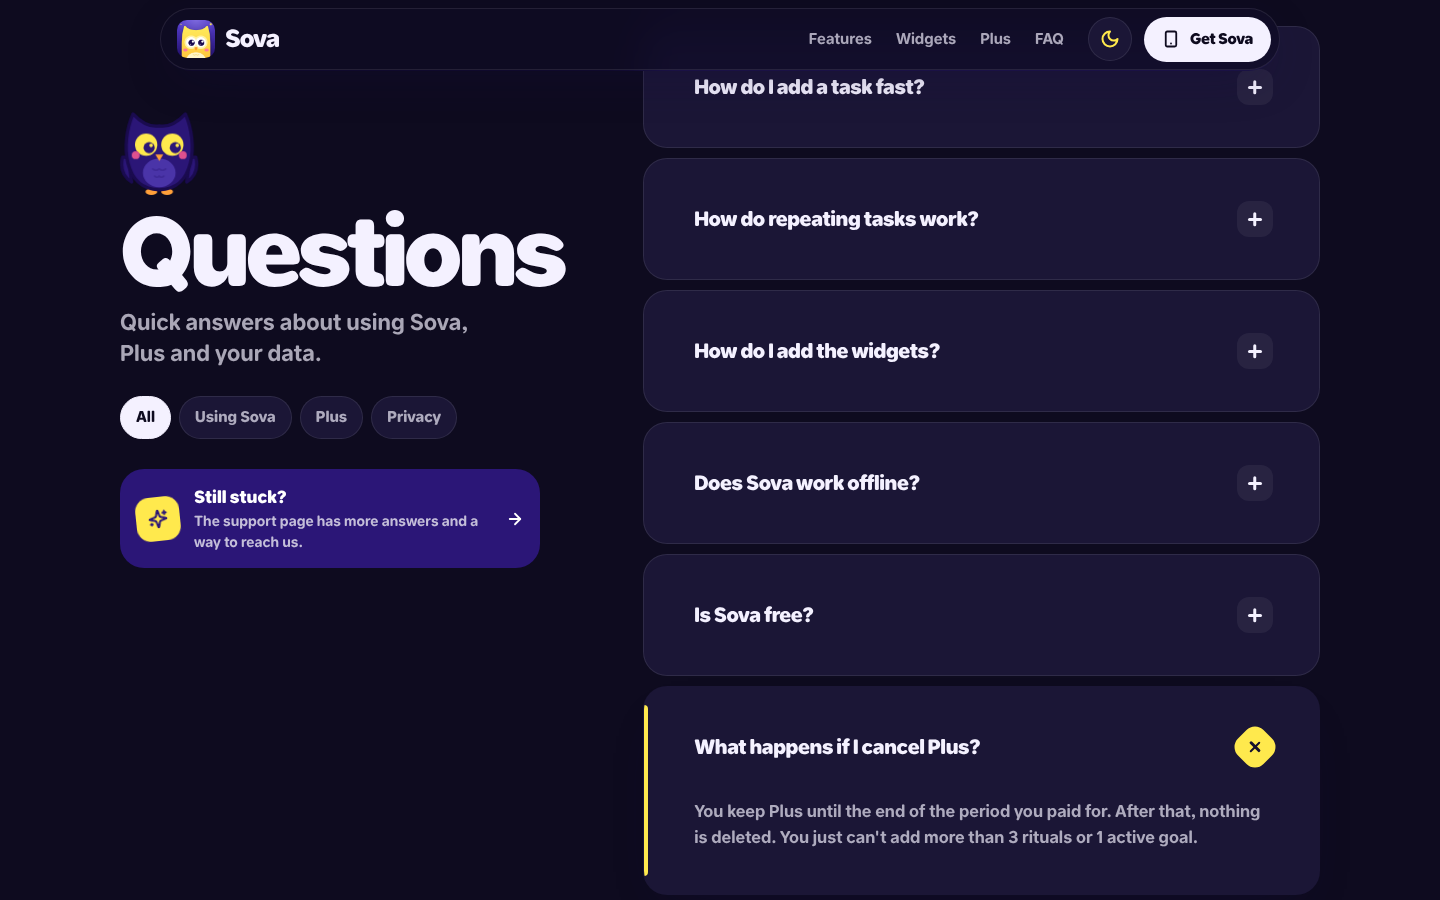 Sova
Features
Widgets
Plus
FAQ
Get Sova
Questions
Quick answers about using Sova,
Plus and your data.
All
Using Sova
Plus
Privacy
Still stuck?
The support page has more answers and a
way to reach us.
How do I add a task fast?
How do repeating tasks work?
How do I add the widgets?
Does Sova work offline?
Is Sova free?
What happens if I cancel Plus?
You keep Plus until the end of the period you paid for. After that, nothing
is deleted. You just can't add more than 3 rituals or 1 active goal.